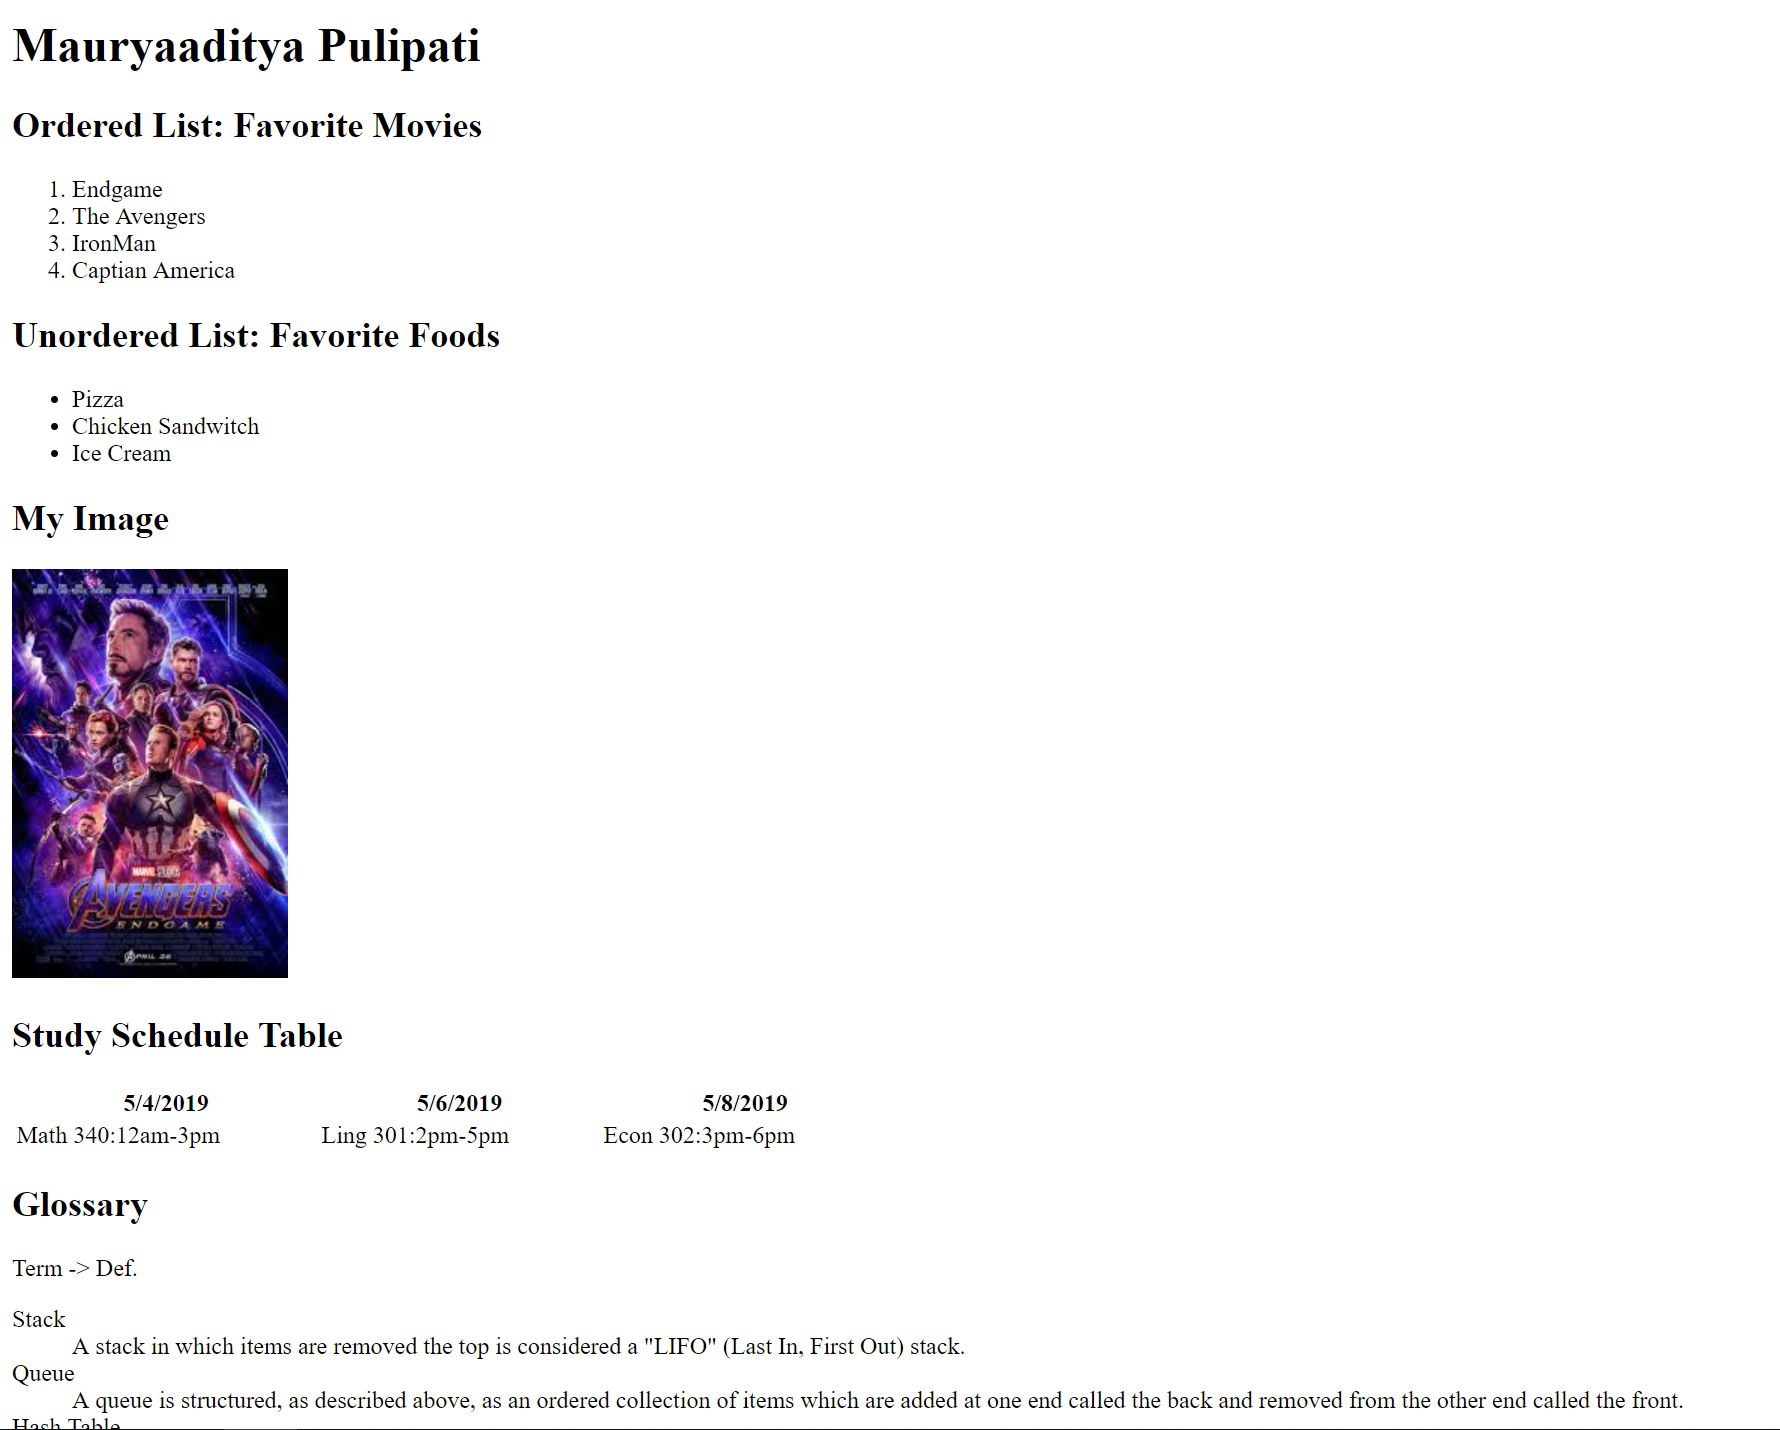 Mauryaaditya Pulipati
Ordered List: Favorite Movies
1. Endgame
2. The Avengers
3. IronMan
4. Captian America
Unordered List: Favorite Foods
• Pizza
• Chicken Sandwitch
• Ice Cream
My Image
MARVEL STUDIOS
AVENGERS
ENDGAME
APRIL 26
Study Schedule Table
5/4/2019 5/6/2019 5/8/2019
Math 340:12am-3pm Ling 301:2pm-5pm Econ 302:3pm-6pm
Glossary
Term -> Def.
Stack
A stack in which items are removed the top is considered a "LIFO" (Last In, First Out) stack.
Queue
A queue is structured, as described above, as an ordered collection of items which are added at one end called the back and removed from the other end called the front.
Hash Table